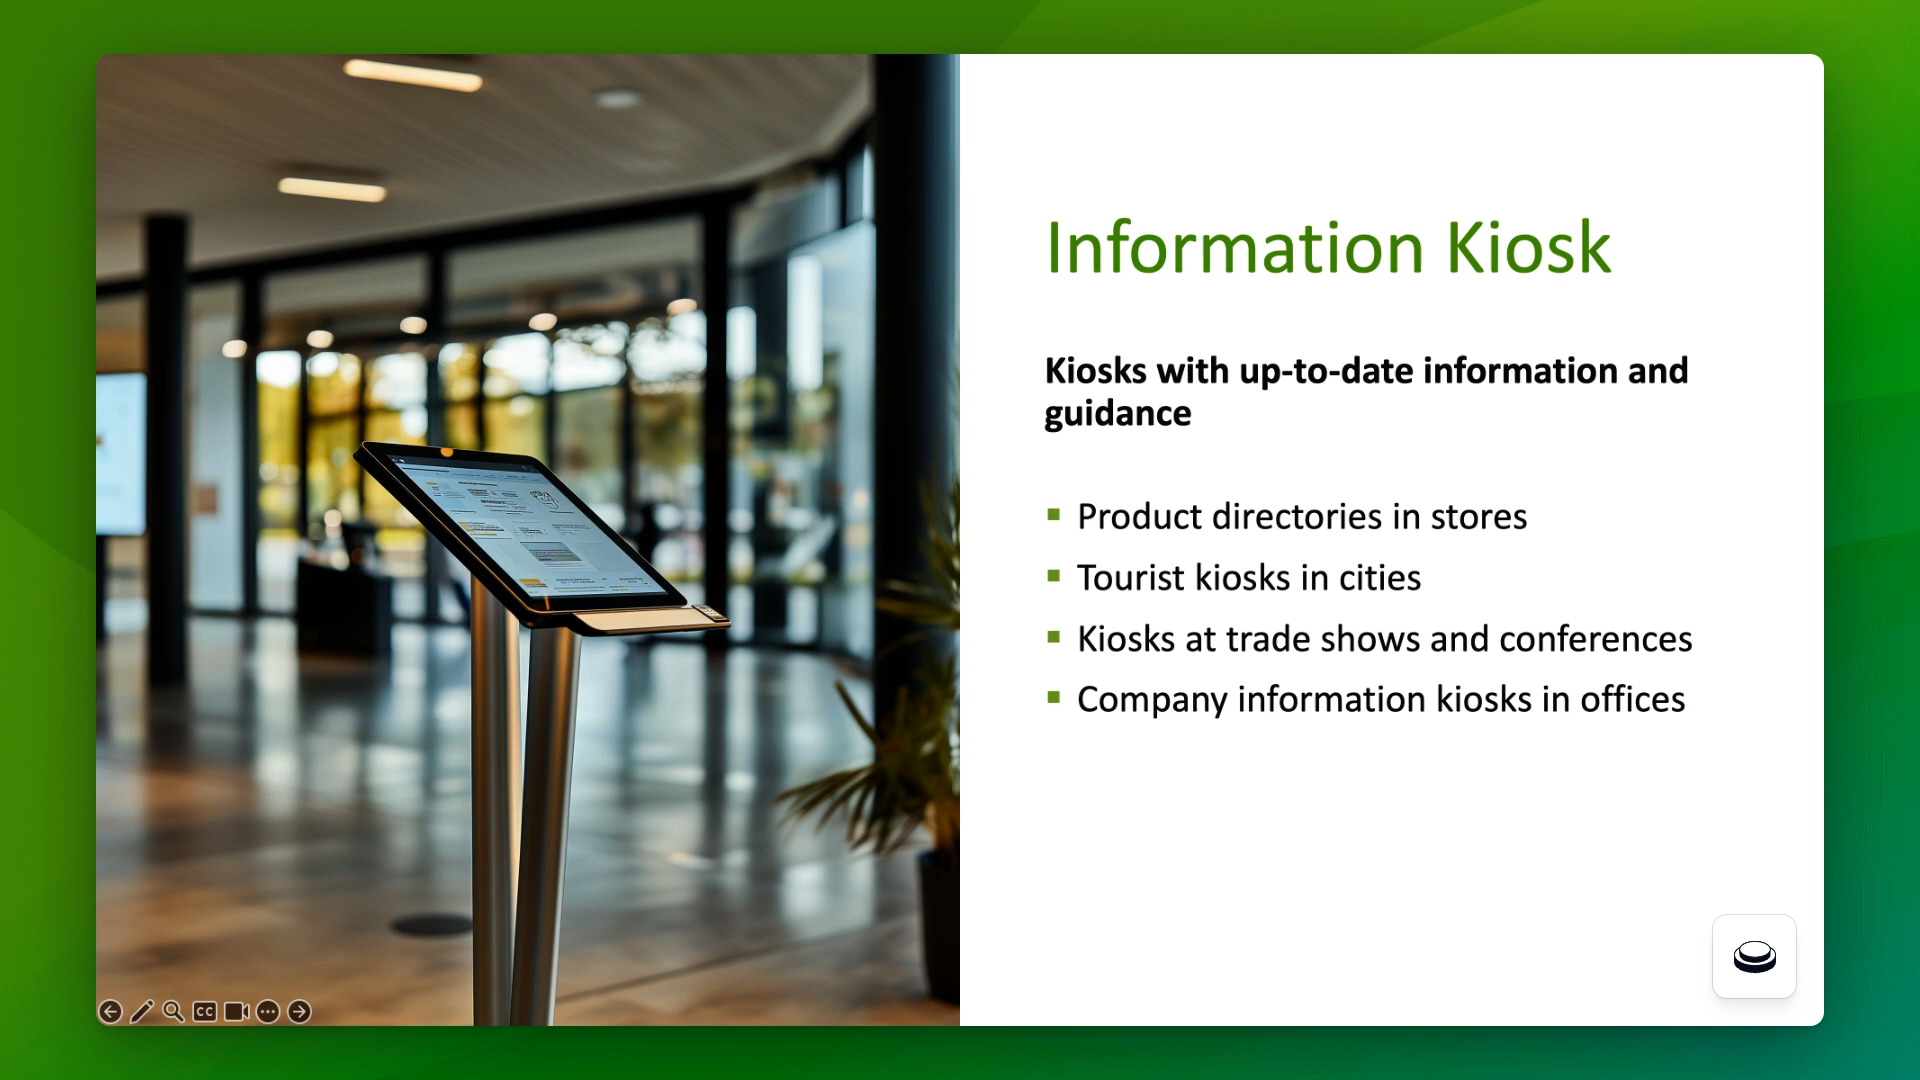 Information Kiosk
Kiosks with up-to-date information and
guidance
Product directories in stores
Tourist kiosks in cities
Kiosks at trade shows and conferences
Company information kiosks in offices
CC